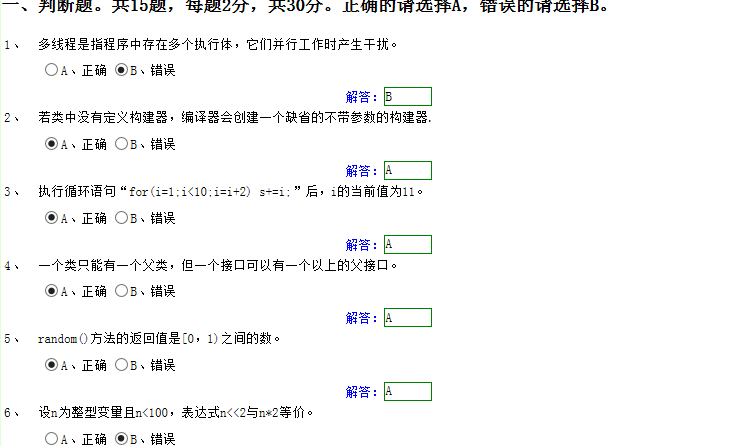 一、判断题。共15题，每题2分，共30分。正确的请选择A，错误的请选择B。
1、 多线程是指程序中存在多个执行体，它们并行工作时产生干扰。
A、正确 B、错误
解答：B
2、 若类中没有定义构建器，编译器会创建一个缺省的不带参数的构建器.
A、正确 B、错误
解答：A
3、 执行循环语句“for(i=1;i<10;i=i+2) s+=i;”后，i的当前值为11。
A、正确 B、错误
解答：A
4、 一个类只能有一个父类，但一个接口可以有一个以上的父接口。
A、正确 B、错误
解答：A
5、 random()方法的返回值是[0，1)之间的数。
A、正确 B、错误
解答：A
6、 设n为整型变量且n<100，表达式n<<2与n*2等价。
A、正确 B、错误